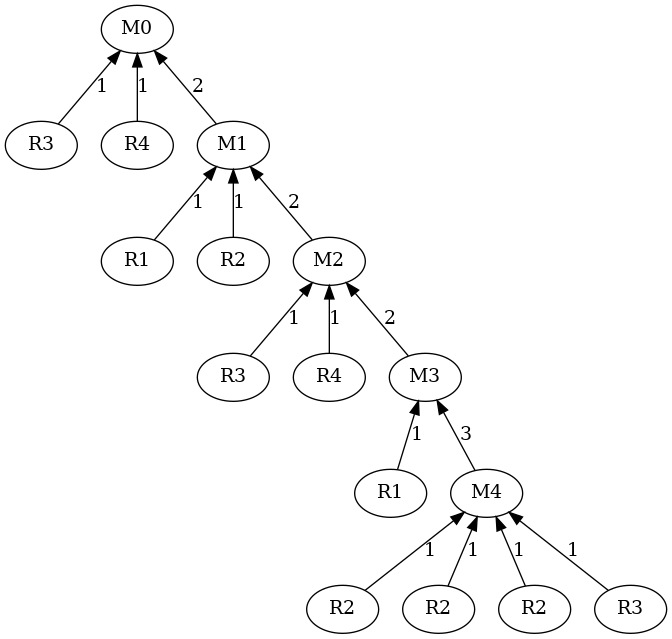 M0
1 1 2
R3 R4 M1
1 1 2
R1 R2 M2
1 1 2
R3 R4 M3
1 3
R1 M4
1 1 1 1
R2 R2 R2 R3